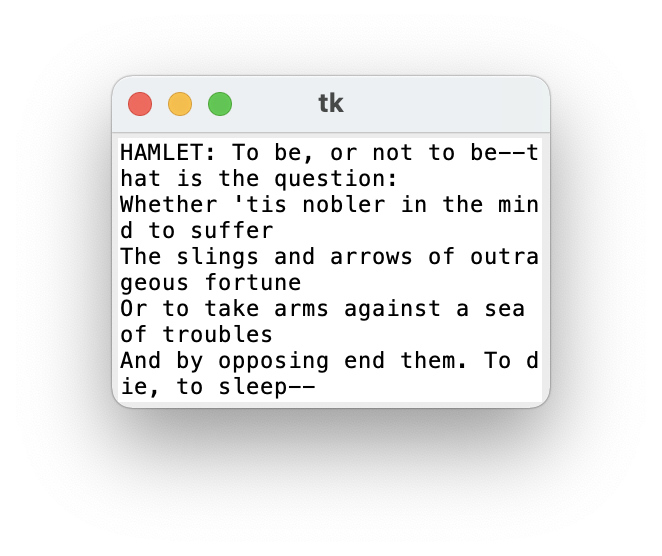 tk
HAMLET: To be, or not to be--t
hat is the question:
Whether 'tis nobler in the min
d to suffer
The slings and arrows of outra
geous fortune
Or to take arms against a sea
of troubles
And by opposing end them. To d
ie, to sleep--